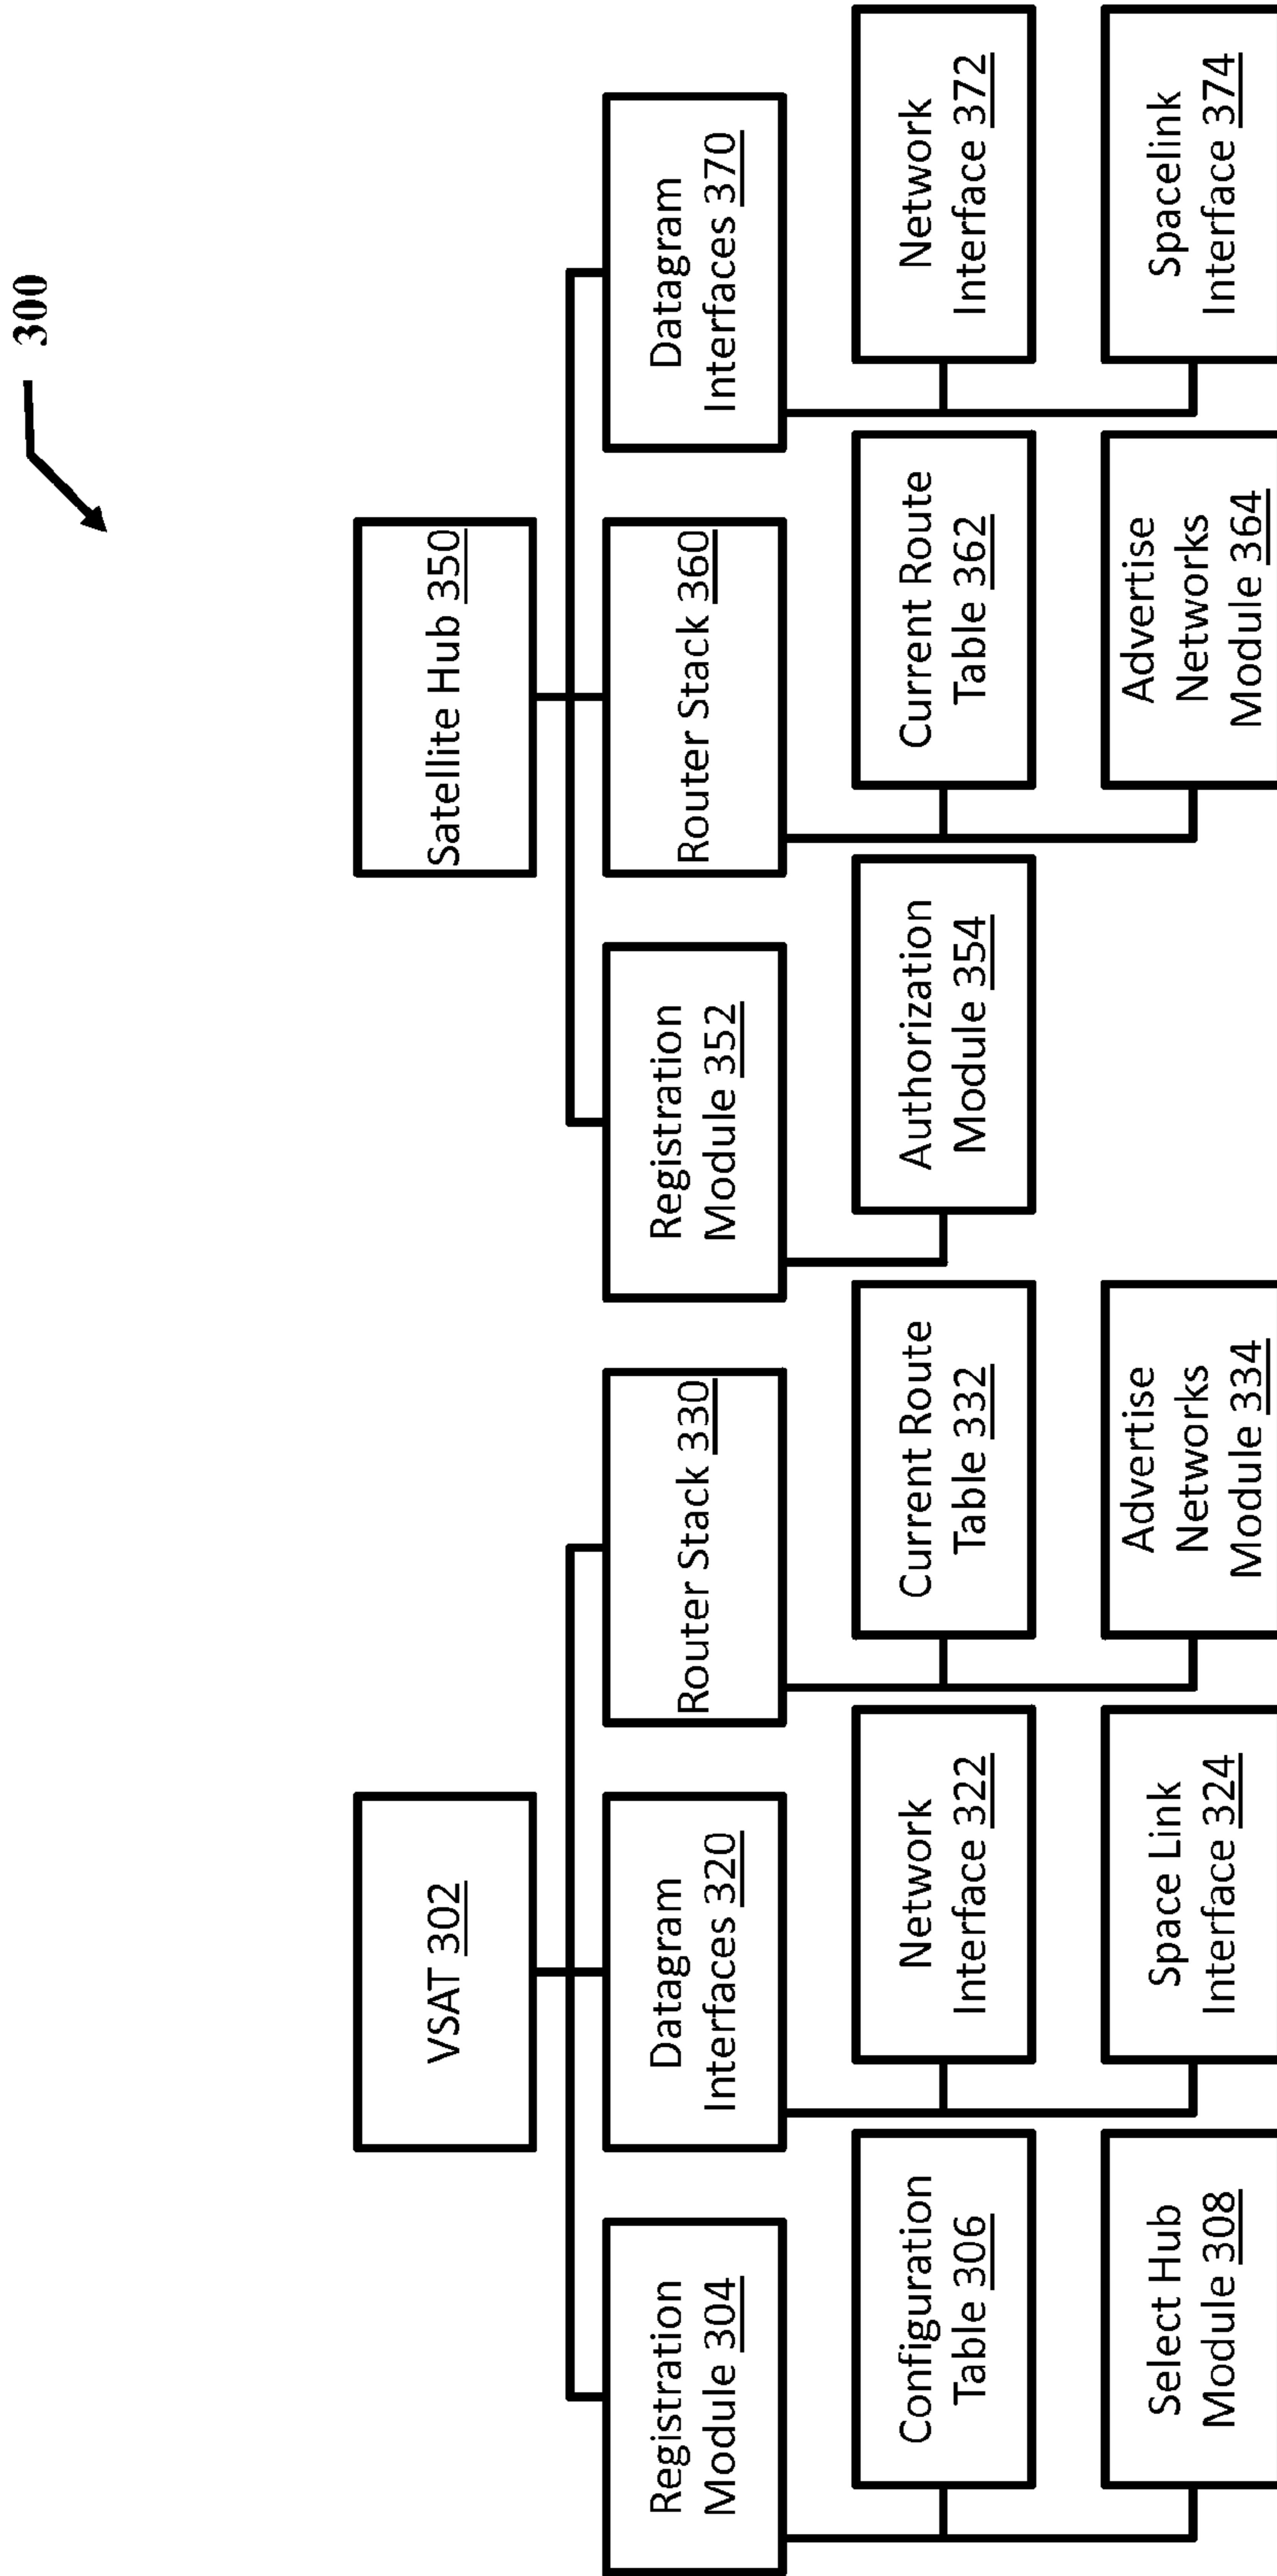 300
VSAT 302
Registration
Module 304
Configuration
Table 306
Select Hub
Module 308
Datagram
Interfaces 320
Network
Interface 322
Space Link
Interface 324
Router Stack 330
Current Route
Table 332
Advertise
Networks
Module 334
Satellite Hub 350
Registration
Module 352
Authorization
Module 354
Router Stack 360
Current Route
Table 362
Advertise
Networks
Module 364
Datagram
Interfaces 370
Network
Interface 372
Spacelink
Interface 374